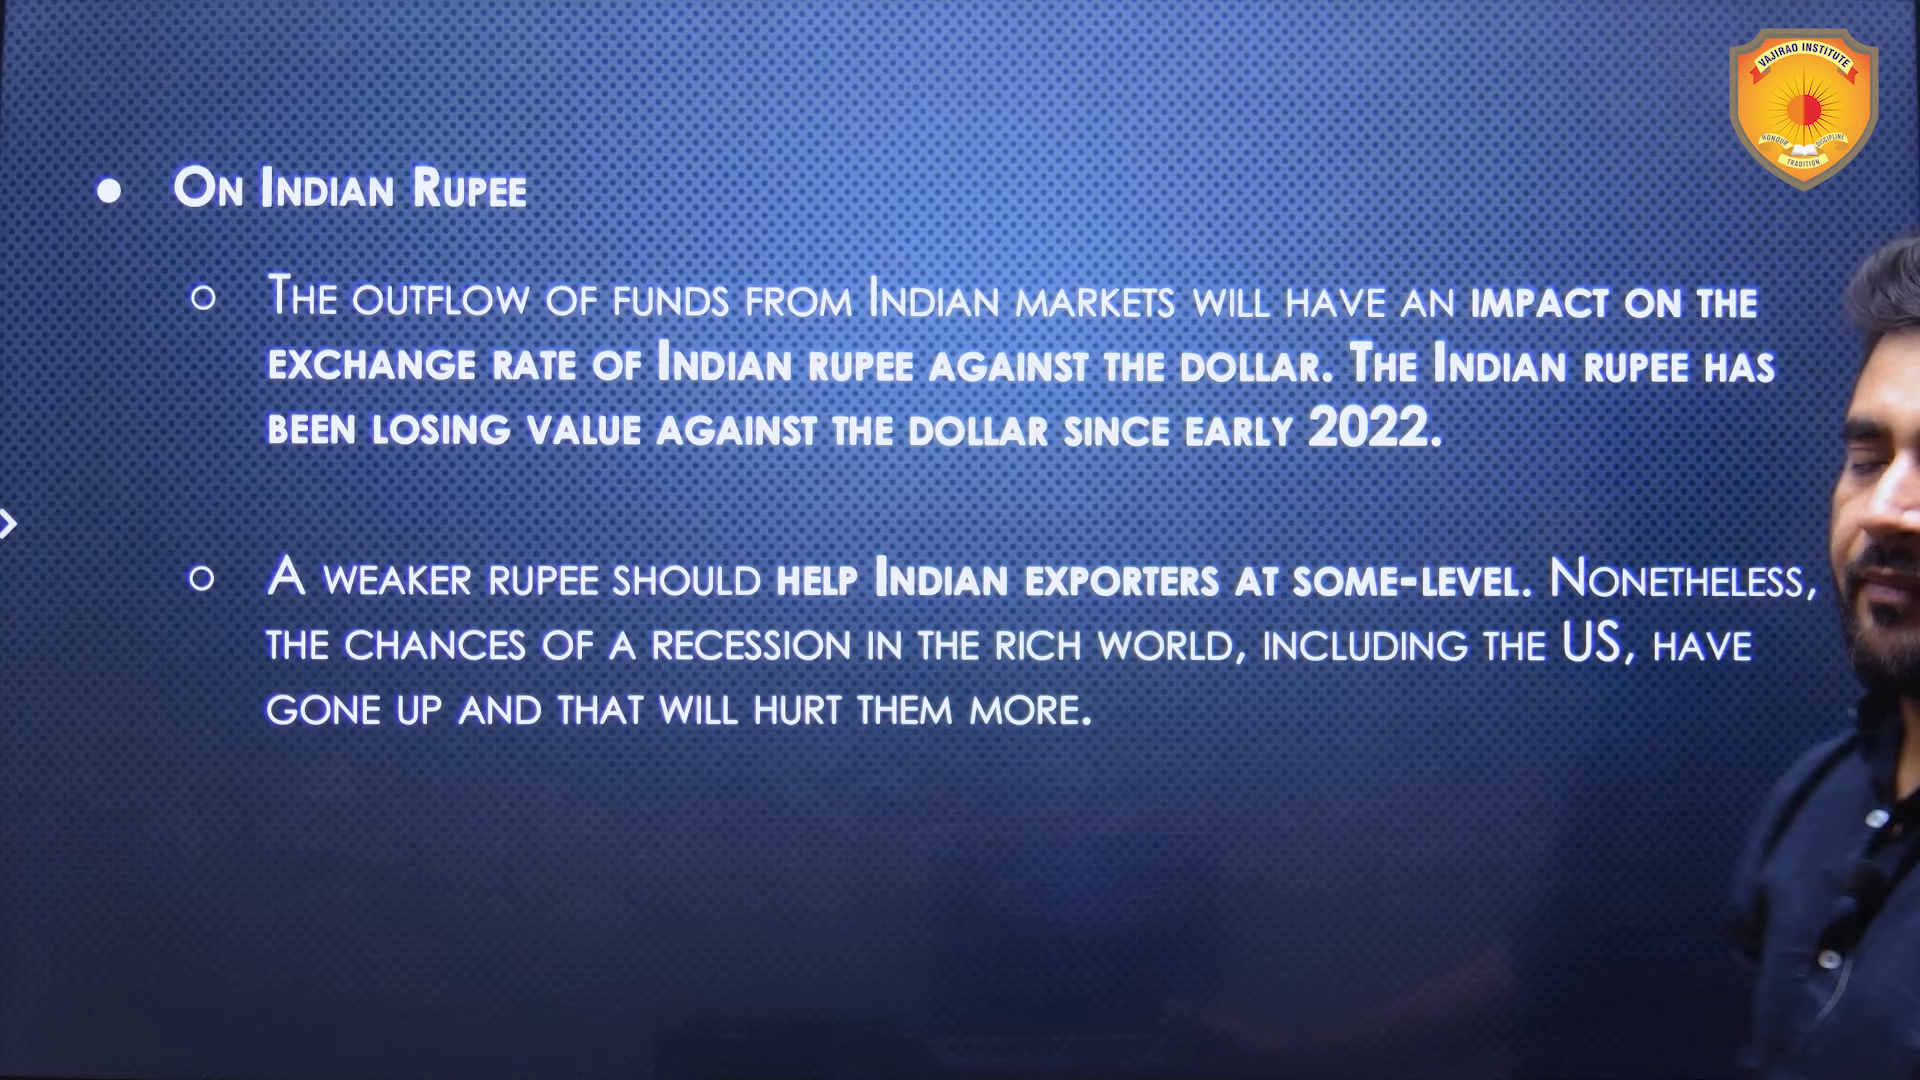 VAJIRAO INSTITUTE
HONOUR
DISCIPLINE
TRADITION
● ON INDIAN RUPEE
○ THE OUTFLOW OF FUNDS FROM INDIAN MARKETS WILL HAVE AN IMPACT ON THE
EXCHANGE RATE OF INDIAN RUPEE AGAINST THE DOLLAR. THE INDIAN RUPEE HAS
BEEN LOSING VALUE AGAINST THE DOLLAR SINCE EARLY 2022.
○ A WEAKER RUPEE SHOULD HELP INDIAN EXPORTERS AT SOME-LEVEL. NONETHELESS,
THE CHANCES OF A RECESSION IN THE RICH WORLD, INCLUDING THE US, HAVE
GONE UP AND THAT WILL HURT THEM MORE.